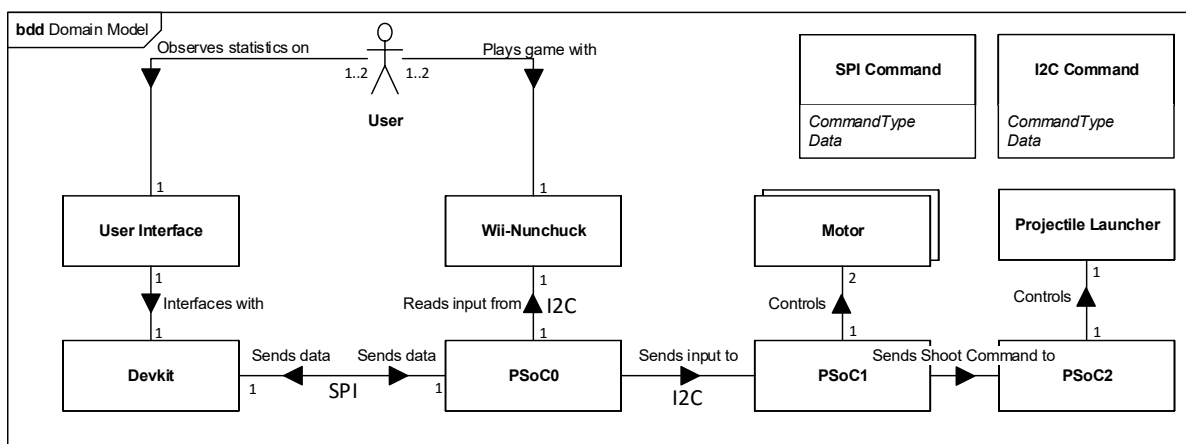 bdd Domain Model
Observes statistics on
Plays game with
1..2
1..2
User
SPI Command
CommandType
Data
I2C Command
CommandType
Data
1
1
User Interface
Wii-Nunchuck
Motor
Projectile Launcher
1
1
2
1
Interfaces with
Reads input from
I2C
Controls
Controls
1
1
1
1
Devkit
Sends data
Sends data
1
1
SPI
PSoC0
Sends input to
I2C
PSoC1
Sends Shoot Command to
PSoC2